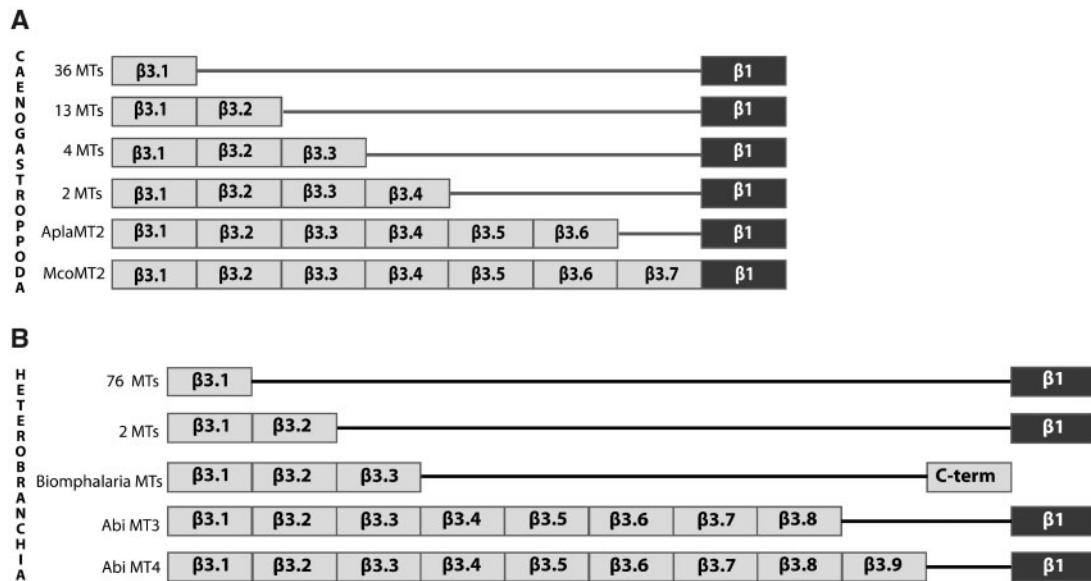 A
CAENOGASTROPPODA
36 MTs β3.1 β1
13 MTs β3.1 β3.2 β1
4 MTs β3.1 β3.2 β3.3 β1
2 MTs β3.1 β3.2 β3.3 β3.4 β1
AplaMT2 β3.1 β3.2 β3.3 β3.4 β3.5 β3.6 β1
McoMT2 β3.1 β3.2 β3.3 β3.4 β3.5 β3.6 β3.7 β1
B
HETEROBRANCHIA
76 MTs β3.1 β1
2 MTs β3.1 β3.2 β1
Biomphalaria MTs β3.1 β3.2 β3.3 C-term
Abi MT3 β3.1 β3.2 β3.3 β3.4 β3.5 β3.6 β3.7 β3.8 β1
Abi MT4 β3.1 β3.2 β3.3 β3.4 β3.5 β3.6 β3.7 β3.8 β3.9 β1